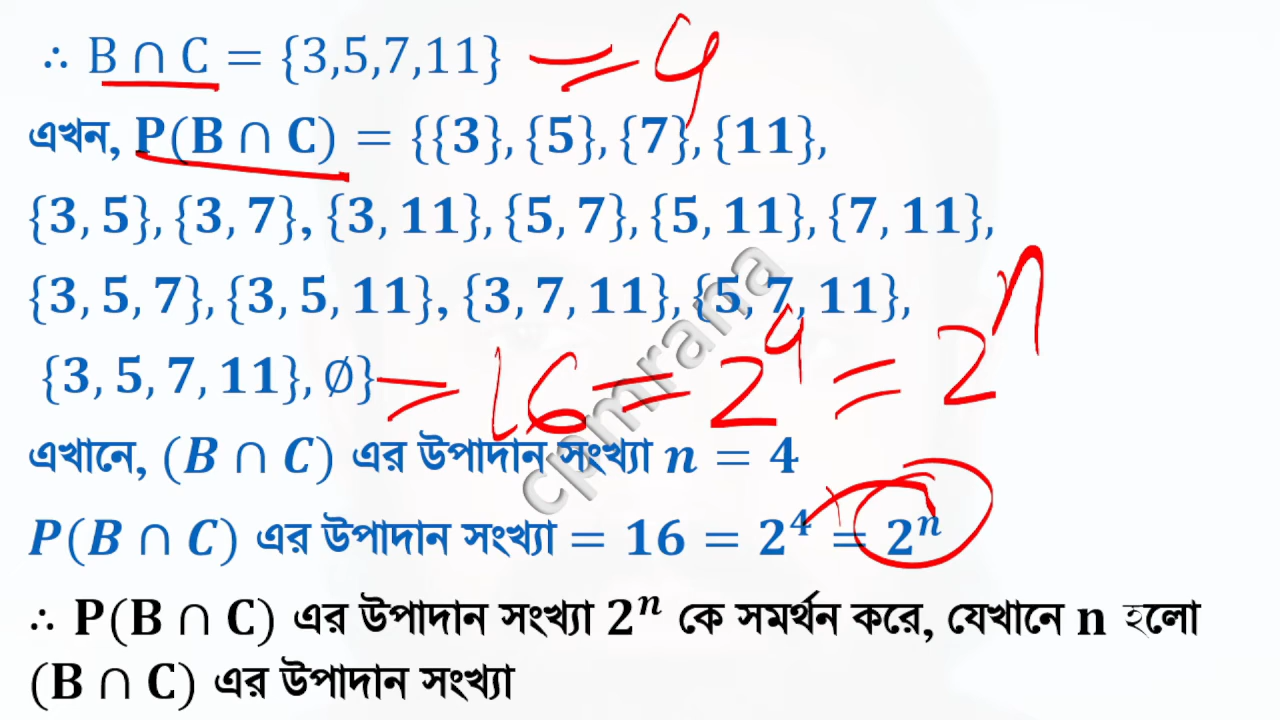 ∴ B ∩ C = {3,5,7,11} = 4
এখন, P(B ∩ C) = {{3}, {5}, {7}, {11},
{3, 5}, {3, 7}, {3, 11}, {5, 7}, {5, 11}, {7, 11},
{3, 5, 7}, {3, 5, 11}, {3, 7, 11}, {5, 7, 11},
{3, 5, 7, 11}, ∅} = 16 = 2⁴ = 2ⁿ
এখানে, (B ∩ C) এর উপাদান সংখ্যা n = 4
P(B ∩ C) এর উপাদান সংখ্যা = 16 = 2⁴ = 2ⁿ
∴ P(B ∩ C) এর উপাদান সংখ্যা 2ⁿ কে সমর্থন করে, যেখানে n হলো
(B ∩ C) এর উপাদান সংখ্যা
cpmrana